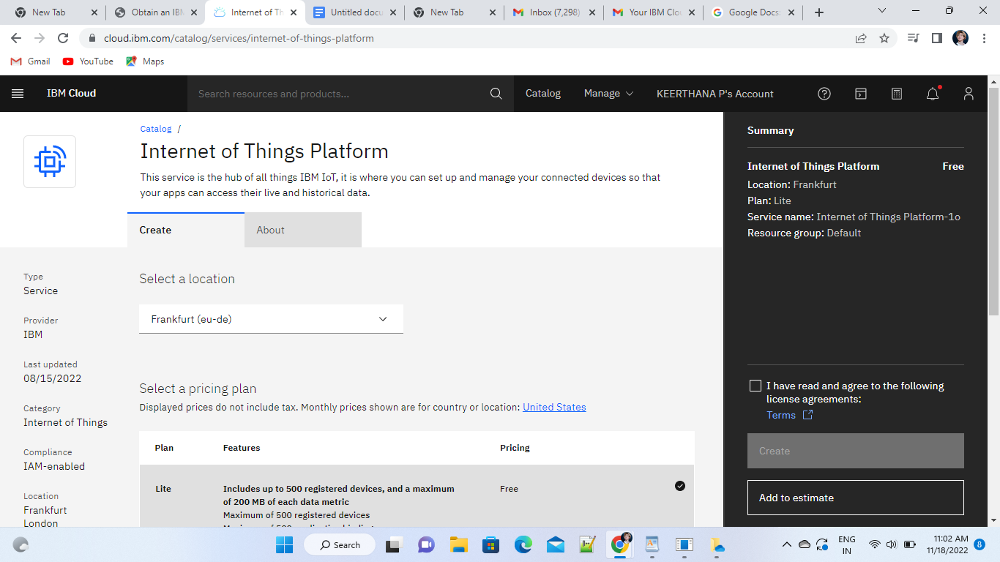 New Tab
Obtain an IBM
Internet of Th
Untitled docu
New Tab
Inbox (7,298)
Your IBM Clou
Google Docs:
cloud.ibm.com/catalog/services/internet-of-things-platform
Gmail
YouTube
Maps
IBM Cloud
Search resources and products...
Catalog
Manage
KEERTHANA P's Account
Catalog /
Internet of Things Platform
This service is the hub of all things IBM IoT, it is where you can set up and manage your connected devices so that
your apps can access their live and historical data.
Create
About
Type
Service
Provider
IBM
Last updated
08/15/2022
Category
Internet of Things
Compliance
IAM-enabled
Location
Frankfurt
London
Select a location
Frankfurt (eu-de)
Select a pricing plan
Displayed prices do not include tax. Monthly prices shown are for country or location: United States
Plan Features Pricing
Lite
Includes up to 500 registered devices, and a maximum
of 200 MB of each data metric
Maximum of 500 registered devices
Free
Summary
Internet of Things Platform Free
Location: Frankfurt
Plan: Lite
Service name: Internet of Things Platform-1o
Resource group: Default
I have read and agree to the following
license agreements:
Terms
Create
Add to estimate
Search
ENG
IN
11:02 AM
11/18/2022
8